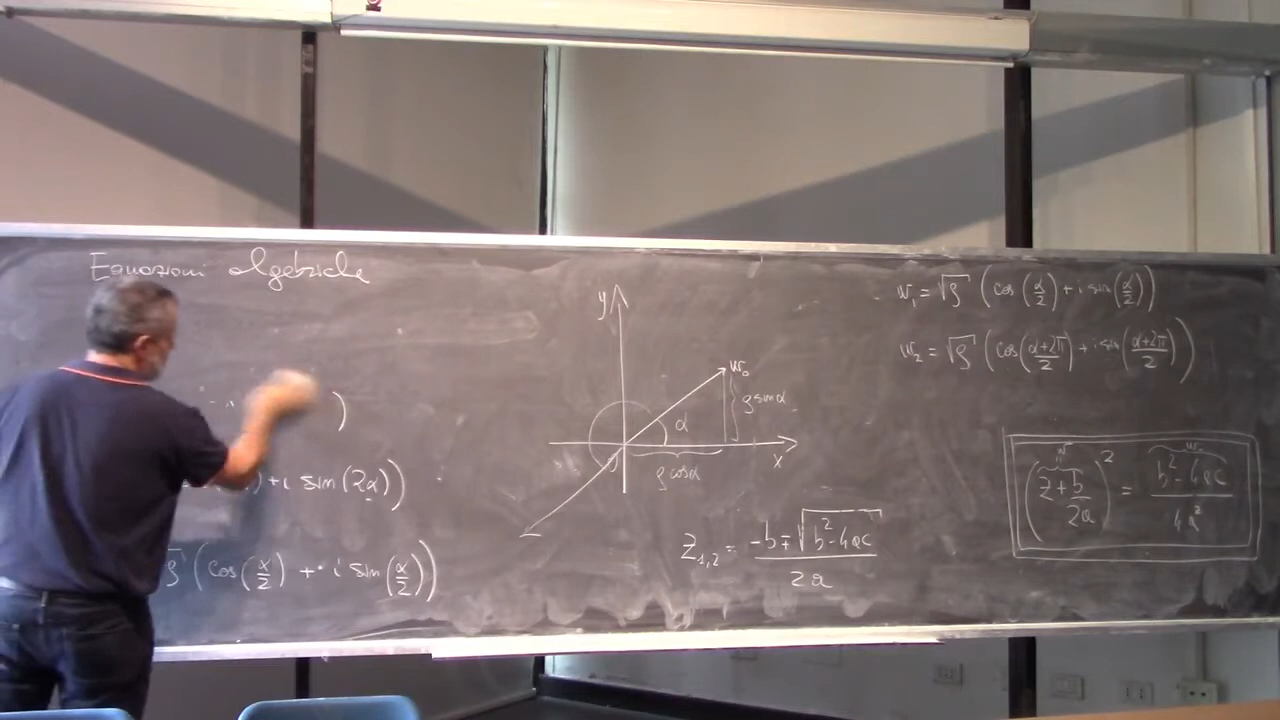 Equazioni algebriche
)
) + i sin (2α) )
√ρ ( cos (α/2) + i sin (α/2) )
y
w₀
α
ρ sin α
ρ cos α
x
z₁,₂ = (-b ∓ √(b² - 4ac)) / 2a
w₁ = √ρ ( cos (α/2) + i sin (α/2) )
w₂ = √ρ ( cos ((α+2π)/2) + i sin ((α+2π)/2) )
w w₀
( z + b/2a )² = (b² - 4ac) / 4a²